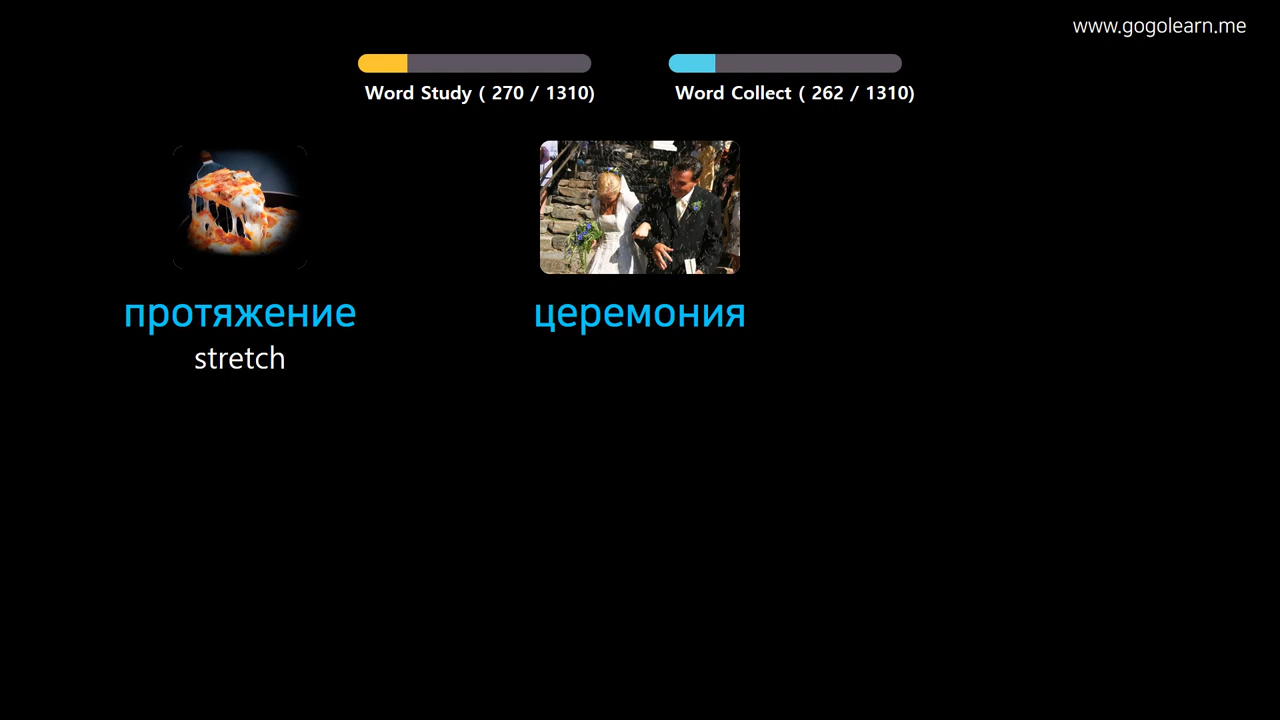 www.gogolearn.me
Word Study ( 270 / 1310)
Word Collect ( 262 / 1310)
протяжение
stretch
церемония